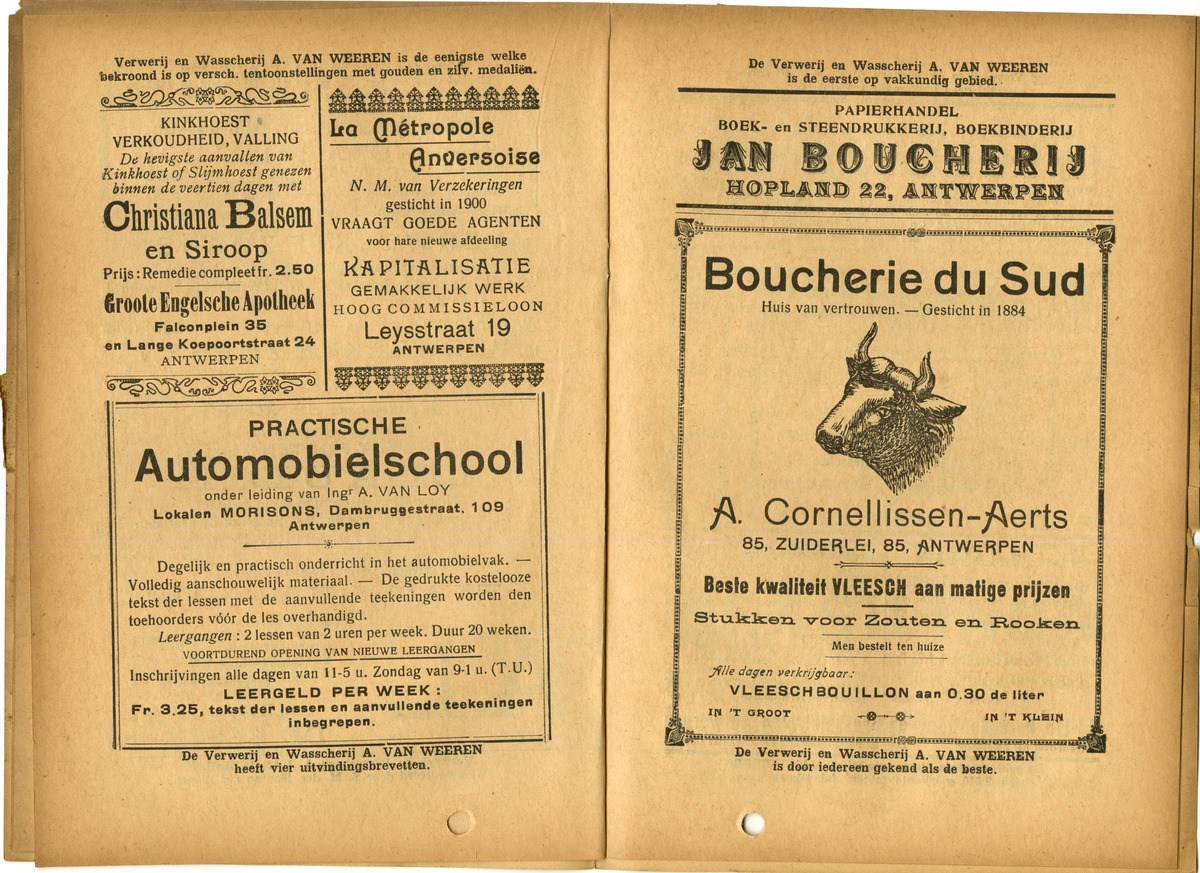 Verwerij en Wasscherij A. VAN WEEREN is de eenigste welke
bekroond is op versch. tentoonstellingen met gouden en zilv. medaliën.
KINKHOEST
VERKOUDHEID, VALLING
De hevigste aanvallen van
Kinkhoest of Slijmhoest genezen
binnen de veertien dagen met
Christiana Balsem
en Siroop
Prijs : Remedie compleet fr. 2.50
Groote Engelsche Apotheek
Falconplein 35
en Lange Koepoortstraat 24
ANTWERPEN
La Métropole
Anversoise
N. M. van Verzekeringen
gesticht in 1900
VRAAGT GOEDE AGENTEN
voor hare nieuwe afdeeling
KAPITALISATIE
GEMAKKELIJK WERK
HOOG COMMISSIELOON
Leysstraat 19
ANTWERPEN
PRACTISCHE
Automobielschool
onder leiding van Ingr A. VAN LOY
Lokalen MORISONS, Dambruggestraat, 109
Antwerpen
Degelijk en practisch onderricht in het automobielvak. —
Volledig aanschouwelijk materiaal. — De gedrukte kostelooze
tekst der lessen met de aanvullende teekeningen worden den
toehoorders vóór de les overhandigd.
Leergangen : 2 lessen van 2 uren per week. Duur 20 weken.
VOORTDUREND OPENING VAN NIEUWE LEERGANGEN
Inschrijvingen alle dagen van 11-5 u. Zondag van 9-1 u. (T.U.)
LEERGELD PER WEEK :
Fr. 3.25, tekst der lessen en aanvullende teekeningen
inbegrepen.
De Verwerij en Wasscherij A. VAN WEEREN
heeft vier uitvindingsbrevetten.
De Verwerij en Wasscherij A. VAN WEEREN
is de eerste op vakkundig gebied.
PAPIERHANDEL
BOEK- en STEENDRUKKERIJ, BOEKBINDERIJ
JAN BOUCHERIJ
HOPLAND 22, ANTWERPEN
Boucherie du Sud
Huis van vertrouwen. — Gesticht in 1884
A. Cornellissen-Aerts
85, ZUIDERLEI, 85, ANTWERPEN
Beste kwaliteit VLEESCH aan matige prijzen
Stukken voor Zouten en Rooken
Men bestelt ten huize
Alle dagen verkrijgbaar :
VLEESCHBOUILLON aan 0.30 de liter
IN 'T GROOT IN 'T KLEIN
De Verwerij en Wasscherij A. VAN WEEREN
is door iedereen gekend als de beste.